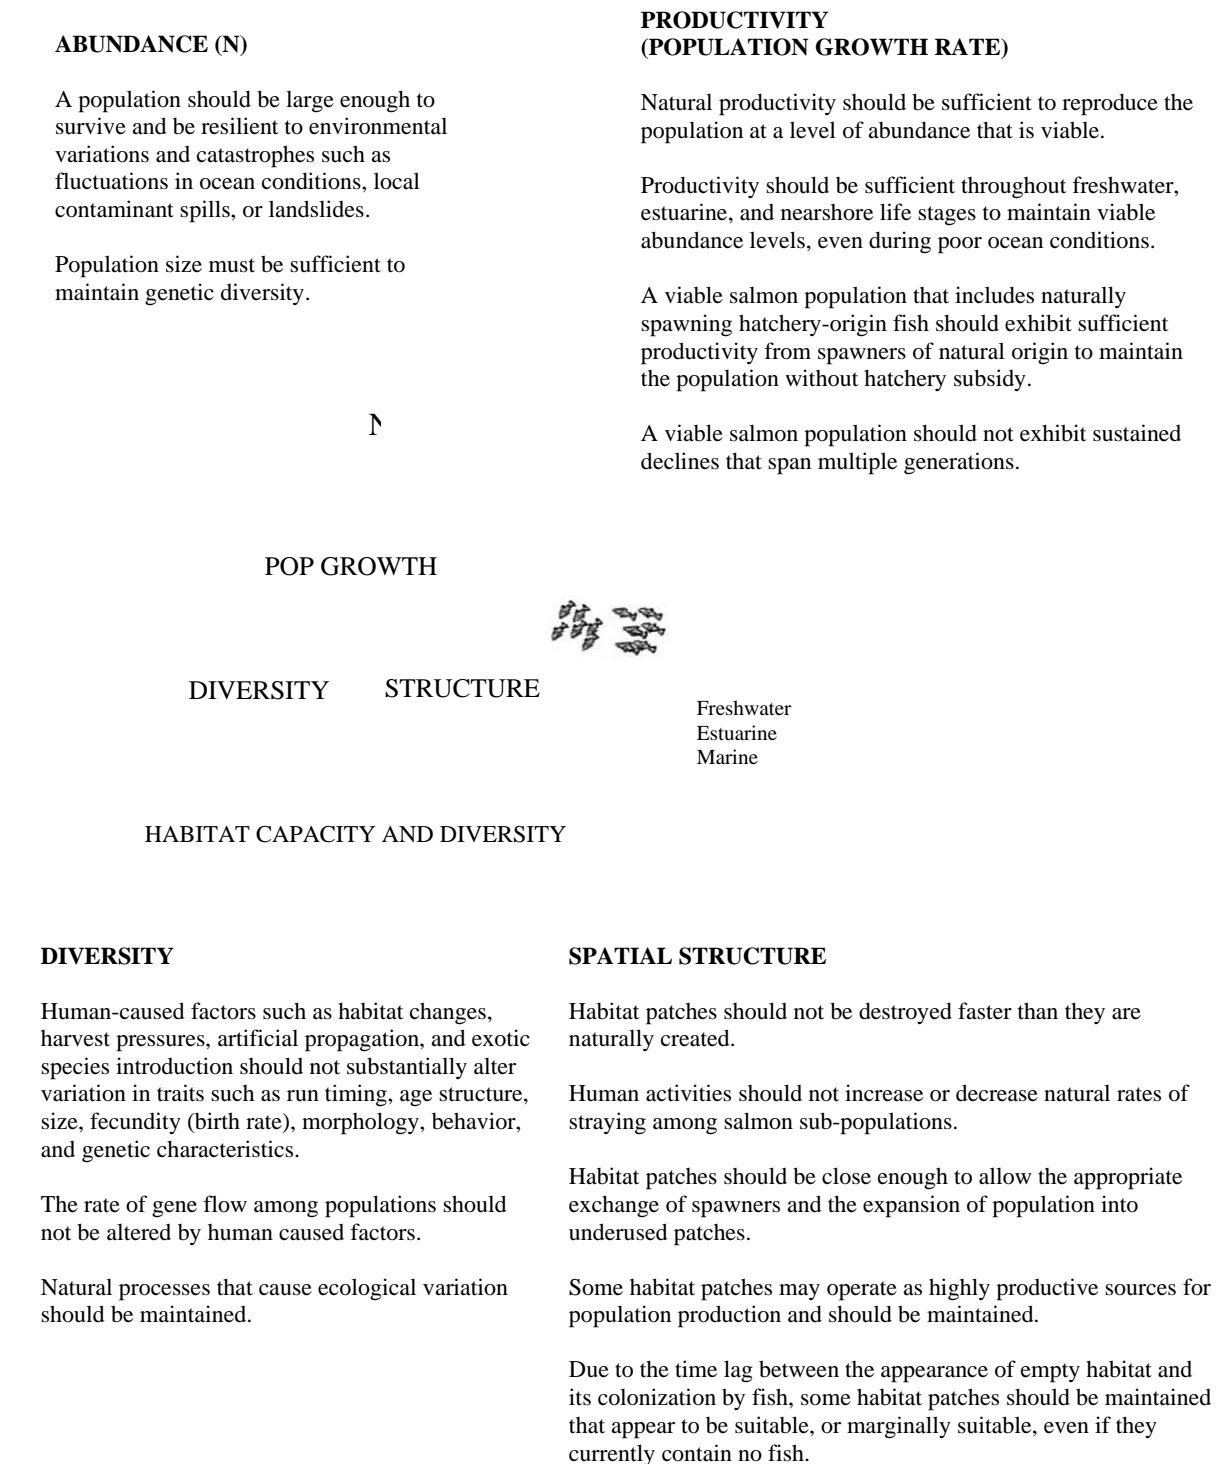 ABUNDANCE (N)
A population should be large enough to
survive and be resilient to environmental
variations and catastrophes such as
fluctuations in ocean conditions, local
contaminant spills, or landslides.
Population size must be sufficient to
maintain genetic diversity.
PRODUCTIVITY
(POPULATION GROWTH RATE)
Natural productivity should be sufficient to reproduce the
population at a level of abundance that is viable.
Productivity should be sufficient throughout freshwater,
estuarine, and nearshore life stages to maintain viable
abundance levels, even during poor ocean conditions.
A viable salmon population that includes naturally
spawning hatchery-origin fish should exhibit sufficient
productivity from spawners of natural origin to maintain
the population without hatchery subsidy.
A viable salmon population should not exhibit sustained
declines that span multiple generations.
N
POP GROWTH
DIVERSITY
STRUCTURE
Freshwater
Estuarine
Marine
HABITAT CAPACITY AND DIVERSITY
DIVERSITY
Human-caused factors such as habitat changes,
harvest pressures, artificial propagation, and exotic
species introduction should not substantially alter
variation in traits such as run timing, age structure,
size, fecundity (birth rate), morphology, behavior,
and genetic characteristics.
The rate of gene flow among populations should
not be altered by human caused factors.
Natural processes that cause ecological variation
should be maintained.
SPATIAL STRUCTURE
Habitat patches should not be destroyed faster than they are
naturally created.
Human activities should not increase or decrease natural rates of
straying among salmon sub-populations.
Habitat patches should be close enough to allow the appropriate
exchange of spawners and the expansion of population into
underused patches.
Some habitat patches may operate as highly productive sources for
population production and should be maintained.
Due to the time lag between the appearance of empty habitat and
its colonization by fish, some habitat patches should be maintained
that appear to be suitable, or marginally suitable, even if they
currently contain no fish.